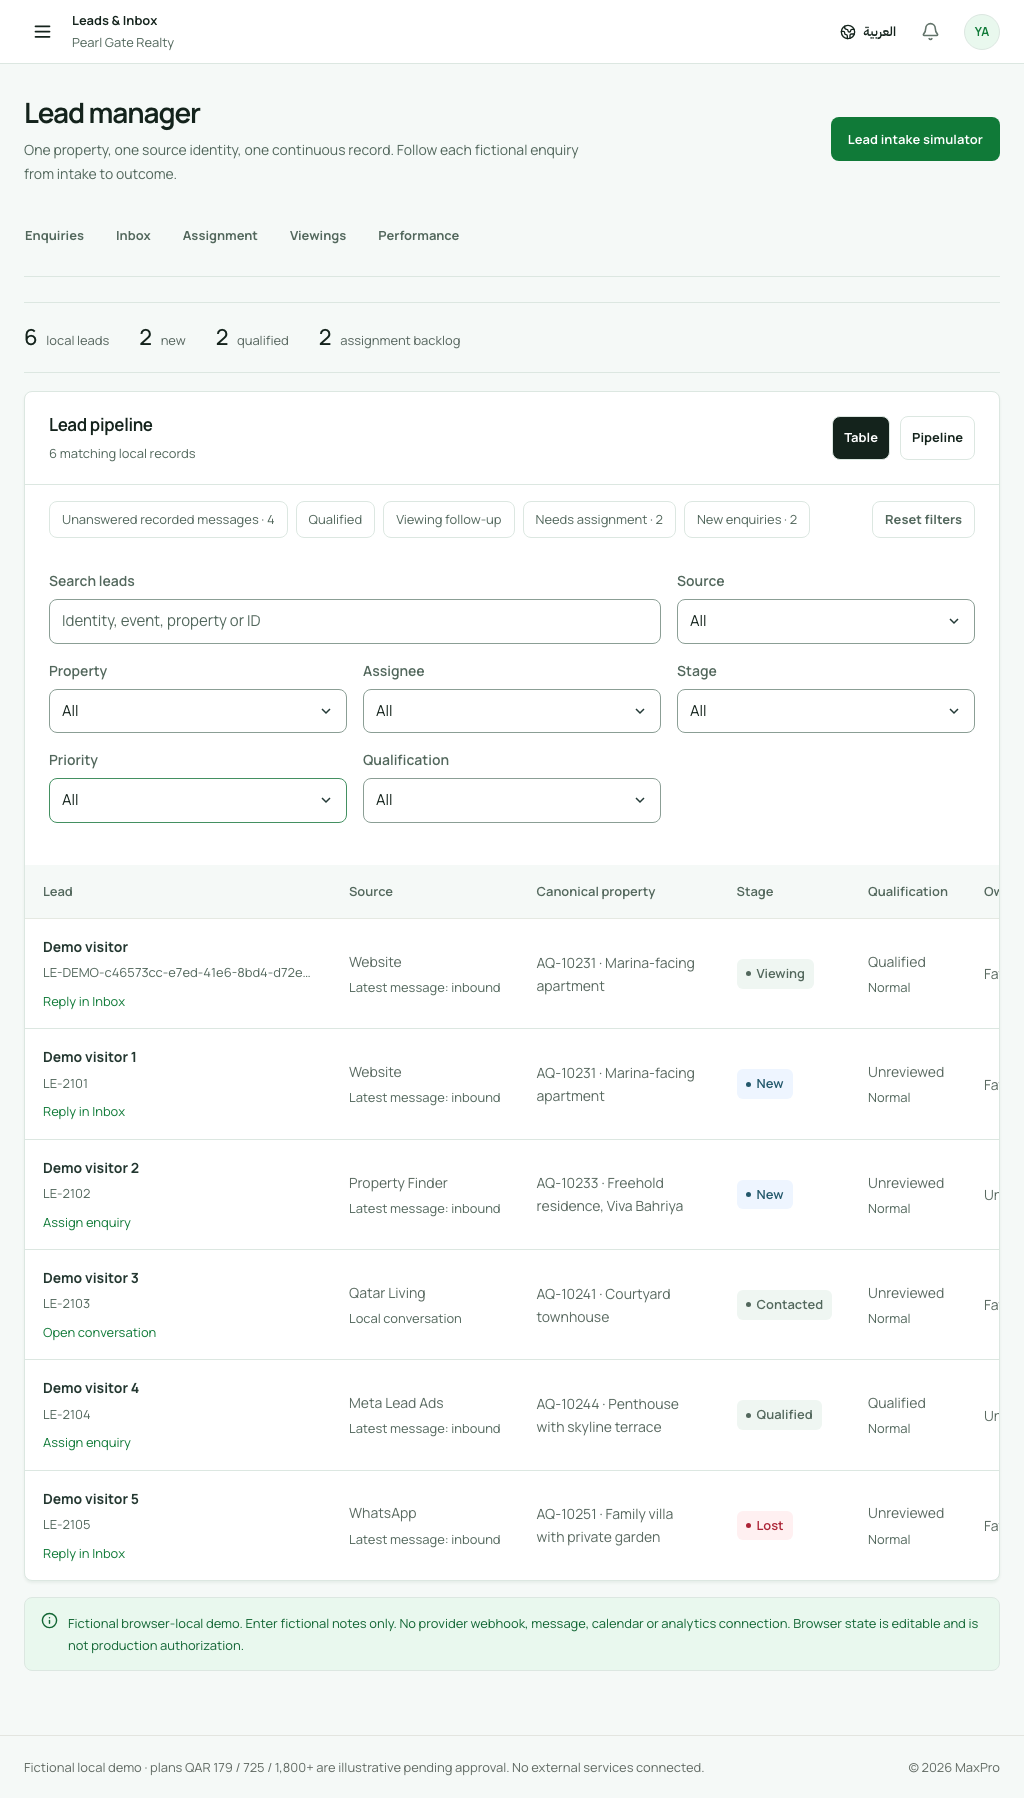 Leads & Inbox
Pearl Gate Realty
العربية
YA
Lead manager
One property, one source identity, one continuous record. Follow each fictional enquiry
from intake to outcome.
Lead intake simulator
Enquiries Inbox Assignment Viewings Performance
6 local leads 2 new 2 qualified 2 assignment backlog
Lead pipeline
6 matching local records
Table
Pipeline
Unanswered recorded messages · 4 Qualified Viewing follow-up Needs assignment · 2 New enquiries · 2 Reset filters
Search leads Source
Identity, event, property or ID All
Property Assignee Stage
All All All
Priority Qualification
All All
Lead Source Canonical property Stage Qualification Ow
Demo visitor
LE-DEMO-c46573cc-e7ed-41e6-8bd4-d72e…
Reply in Inbox
Website
Latest message: inbound
AQ-10231 · Marina-facing
apartment
Viewing
Qualified
Normal
Fa
Demo visitor 1
LE-2101
Reply in Inbox
Website
Latest message: inbound
AQ-10231 · Marina-facing
apartment
New
Unreviewed
Normal
Fa
Demo visitor 2
LE-2102
Assign enquiry
Property Finder
Latest message: inbound
AQ-10233 · Freehold
residence, Viva Bahriya
New
Unreviewed
Normal
Un
Demo visitor 3
LE-2103
Open conversation
Qatar Living
Local conversation
AQ-10241 · Courtyard
townhouse
Contacted
Unreviewed
Normal
Fa
Demo visitor 4
LE-2104
Assign enquiry
Meta Lead Ads
Latest message: inbound
AQ-10244 · Penthouse
with skyline terrace
Qualified
Qualified
Normal
Un
Demo visitor 5
LE-2105
Reply in Inbox
WhatsApp
Latest message: inbound
AQ-10251 · Family villa
with private garden
Lost
Unreviewed
Normal
Fa
Fictional browser-local demo. Enter fictional notes only. No provider webhook, message, calendar or analytics connection. Browser state is editable and is
not production authorization.
Fictional local demo · plans QAR 179 / 725 / 1,800+ are illustrative pending approval. No external services connected.
© 2026 MaxPro